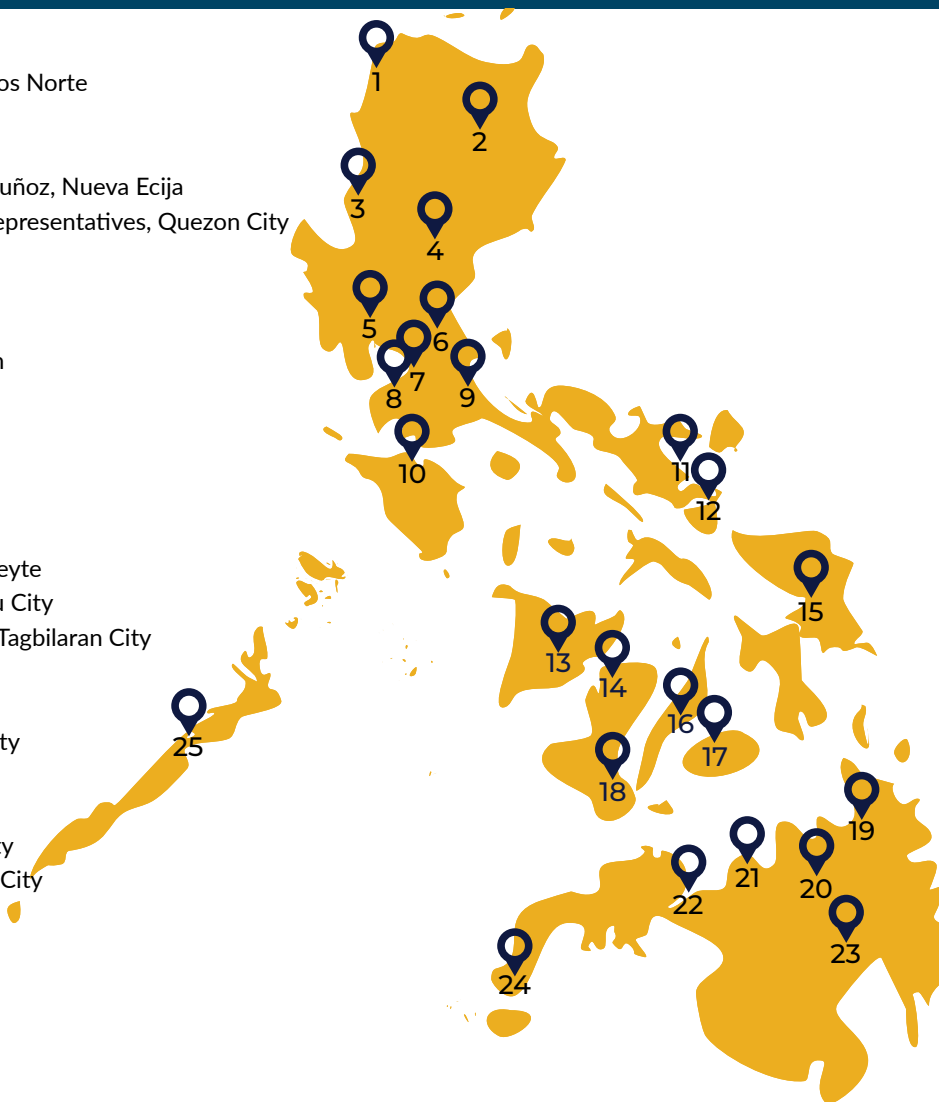 os Norte
uñoz, Nueva Ecija
epresentatives, Quezon City
n
eyte
u City
Tagbilaran City
ty
ty
City
1
2
3
4
5
6
7
8
9
10
11
12
13
14
15
16
17
18
19
20
21
22
23
24
25